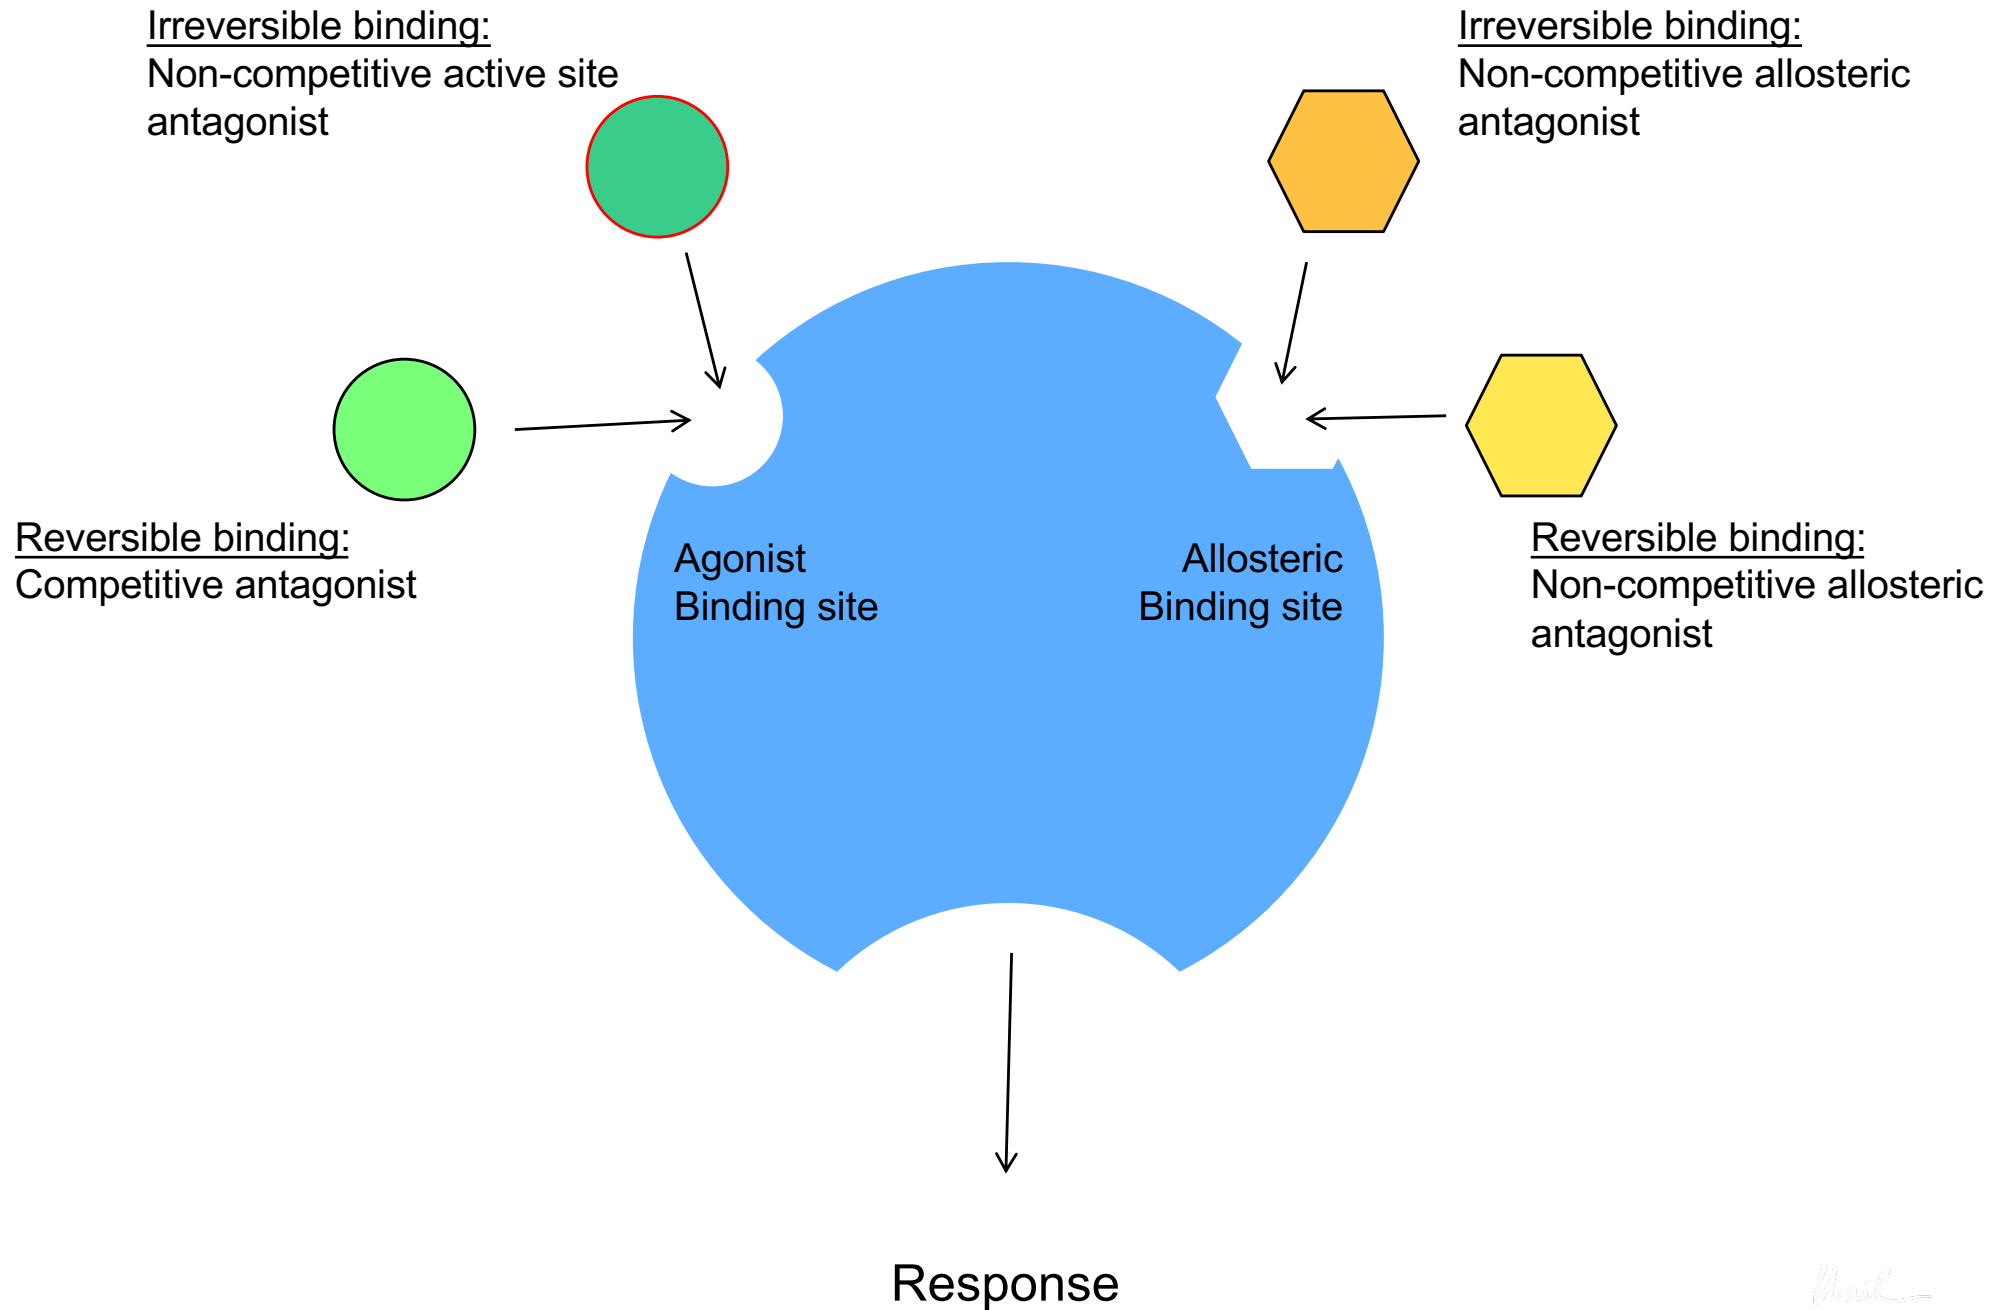 Irreversible binding:
Non-competitive active site
antagonist
Irreversible binding:
Non-competitive allosteric
antagonist
Reversible binding:
Competitive antagonist
Agonist
Binding site
Allosteric
Binding site
Reversible binding:
Non-competitive allosteric
antagonist
Response